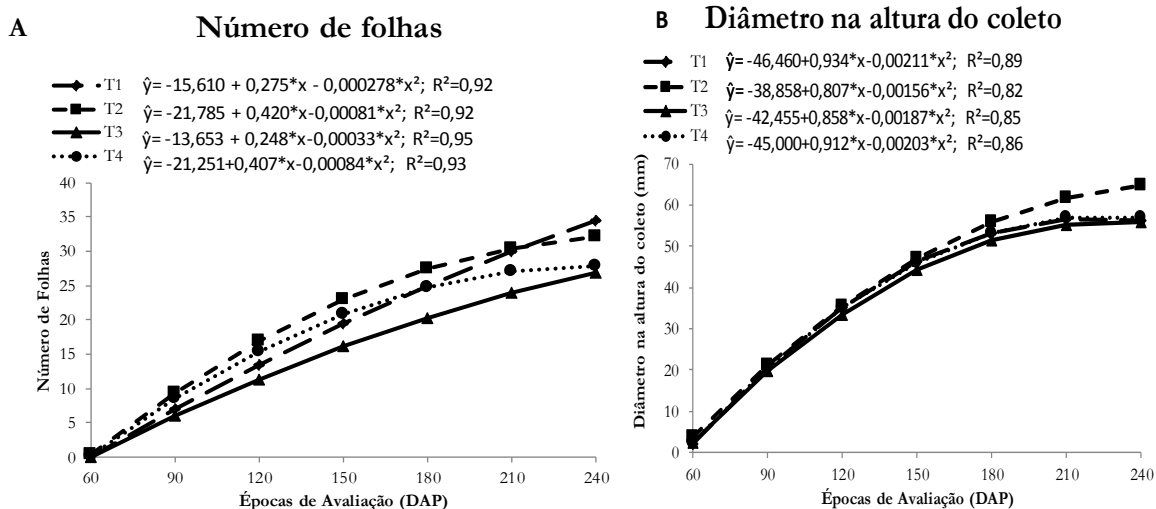 A
Número de folhas
T1 ŷ= -15,610 + 0,275*x - 0,000278*x²; R²=0,92
T2 ŷ= -21,785 + 0,420*x-0,00081*x²; R²=0,92
T3 ŷ= -13,653 + 0,248*x-0,00033*x²; R²=0,95
T4 ŷ= -21,251+0,407*x-0,00084*x²; R²=0,93
Número de Folhas
40
35
30
25
20
15
10
5
0
60 90 120 150 180 210 240
Épocas de Avaliação (DAP)
B
Diâmetro na altura do coleto
T1 ŷ= -46,460+0,934*x-0,00211*x²; R²=0,89
T2 ŷ= -38,858+0,807*x-0,00156*x²; R²=0,82
T3 ŷ= -42,455+0,858*x-0,00187*x²; R²=0,85
T4 ŷ= -45,000+0,912*x-0,00203*x²; R²=0,86
Diâmetro na altura do coleto (mm)
70
60
50
40
30
20
10
0
60 90 120 150 180 210 240
Épocas de Avaliação (DAP)